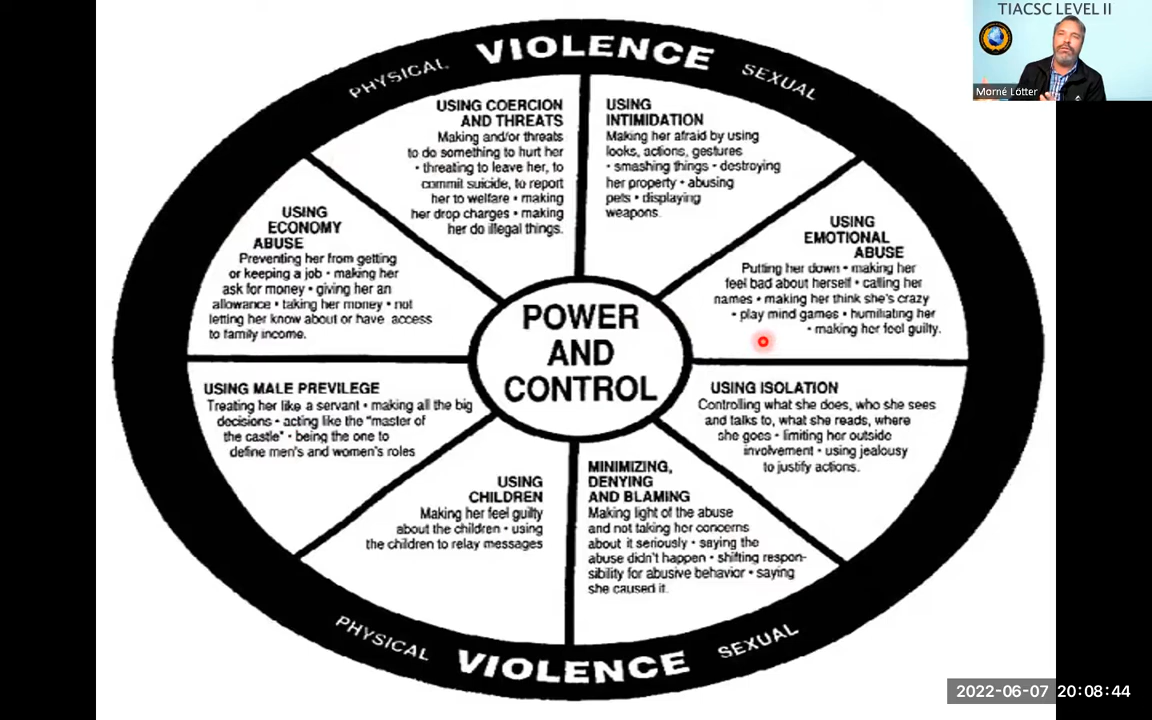 TIACSC LEVEL II
Morné Lötter
PHYSICAL VIOLENCE SEXUAL
USING COERCION
AND THREATS
Making and/or threats
to do something to hurt her
• threating to leave her, to
commit suicide, to report
her to welfare • making
her drop charges • making
her do illegal things.
USING
INTIMIDATION
Making her afraid by using
looks, actions, gestures
• smashing things • destroying
her property • abusing
pets • displaying
weapons.
USING
EMOTIONAL
ABUSE
Putting her down • making her
feel bad about herself • calling her
names • making her think she's crazy
• play mind games • humiliating her
• making her feel guilty.
USING ISOLATION
Controlling what she does, who she sees
and talks to, what she reads, where
she goes • limiting her outside
involvement • using jealousy
to justify actions.
MINIMIZING,
DENYING
AND BLAMING
Making light of the abuse
and not taking her concerns
about it seriously • saying the
abuse didn't happen • shifting respon-
sibility for abusive behavior • saying
she caused it.
USING
CHILDREN
Making her feel guilty
about the children • using
the children to relay messages
USING MALE PREVILEGE
Treating her like a servant • making all the big
decisions • acting like the "master of
the castle" • being the one to
define men's and women's roles
USING
ECONOMY
ABUSE
Preventing her from getting
or keeping a job • making her
ask for money • giving her an
allowance • taking her money • not
letting her know about or have access
to family income.
POWER
AND
CONTROL
PHYSICAL VIOLENCE SEXUAL
2022-06-07 20:08:44